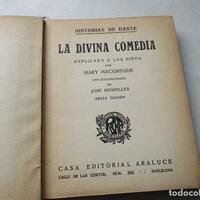 HISTORIAS DE DANTE
LA DIVINA COMEDIA
EXPLICADA A LOS NIÑOS
POR
MARY MACGREGOR
CON ILUSTRACIONES
DE
JOSÉ SEGRELLES
SEXTA EDICIÓN
CASA EDITORIAL ARALUCE
CALLE DE LAS CORTES, NÚM. 392 :: BARCELONA
todocoleccion